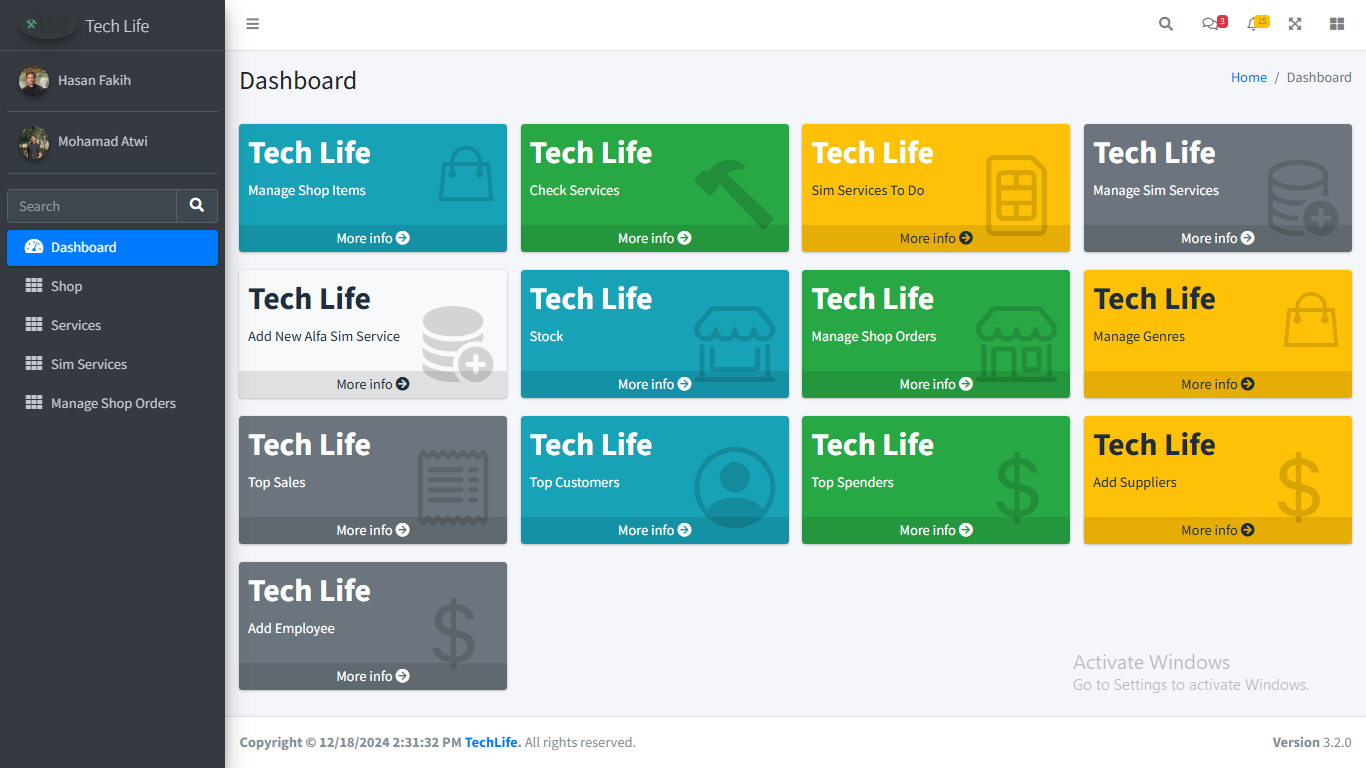 TECH
LIFE
Tech Life
3
15
Hasan Fakih
Mohamad Atwi
Search
Dashboard
Shop
Services
Sim Services
Manage Shop Orders
Dashboard
Home / Dashboard
Tech Life
Manage Shop Items
More info
Tech Life
Check Services
More info
Tech Life
Sim Services To Do
More info
Tech Life
Manage Sim Services
More info
Tech Life
Add New Alfa Sim Service
More info
Tech Life
Stock
More info
Tech Life
Manage Shop Orders
More info
Tech Life
Manage Genres
More info
Tech Life
Top Sales
More info
Tech Life
Top Customers
More info
Tech Life
Top Spenders
More info
Tech Life
Add Suppliers
More info
Tech Life
Add Employee
More info
Activate Windows
Go to Settings to activate Windows.
Copyright © 12/18/2024 2:31:32 PM TechLife. All rights reserved.
Version 3.2.0